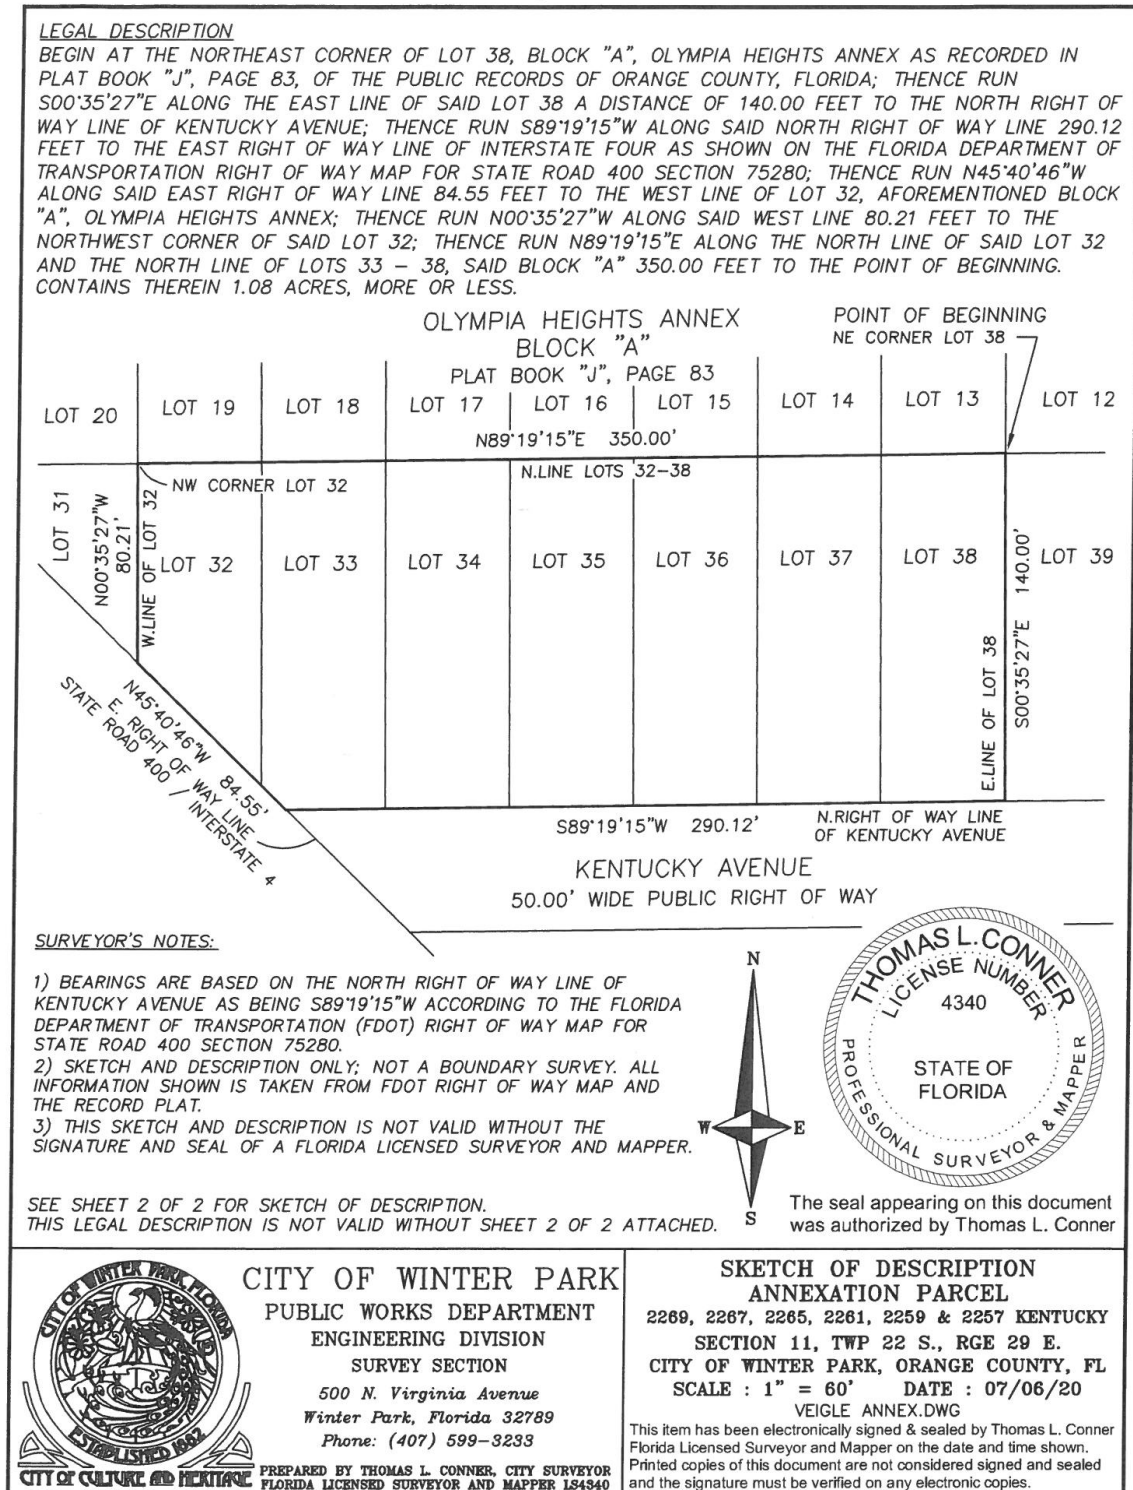 LEGAL DESCRIPTION
BEGIN AT THE NORTHEAST CORNER OF LOT 38, BLOCK "A", OLYMPIA HEIGHTS ANNEX AS RECORDED IN
PLAT BOOK "J", PAGE 83, OF THE PUBLIC RECORDS OF ORANGE COUNTY, FLORIDA; THENCE RUN
S00°35'27"E ALONG THE EAST LINE OF SAID LOT 38 A DISTANCE OF 140.00 FEET TO THE NORTH RIGHT OF
WAY LINE OF KENTUCKY AVENUE; THENCE RUN S89°19'15"W ALONG SAID NORTH RIGHT OF WAY LINE 290.12
FEET TO THE EAST RIGHT OF WAY LINE OF INTERSTATE FOUR AS SHOWN ON THE FLORIDA DEPARTMENT OF
TRANSPORTATION RIGHT OF WAY MAP FOR STATE ROAD 400 SECTION 75280; THENCE RUN N45°40'46"W
ALONG SAID EAST RIGHT OF WAY LINE 84.55 FEET TO THE WEST LINE OF LOT 32, AFOREMENTIONED BLOCK
"A", OLYMPIA HEIGHTS ANNEX; THENCE RUN N00°35'27"W ALONG SAID WEST LINE 80.21 FEET TO THE
NORTHWEST CORNER OF SAID LOT 32; THENCE RUN N89°19'15"E ALONG THE NORTH LINE OF SAID LOT 32
AND THE NORTH LINE OF LOTS 33 – 38, SAID BLOCK "A" 350.00 FEET TO THE POINT OF BEGINNING.
CONTAINS THEREIN 1.08 ACRES, MORE OR LESS.
OLYMPIA HEIGHTS ANNEX
BLOCK "A"
PLAT BOOK "J", PAGE 83
POINT OF BEGINNING
NE CORNER LOT 38
LOT 20
LOT 19
LOT 18
LOT 17
LOT 16
LOT 15
LOT 14
LOT 13
LOT 12
N89°19'15"E 350.00'
NW CORNER LOT 32
N.LINE LOTS 32–38
LOT 31
N00°35'27"W
80.21'
W.LINE OF LOT 32
LOT 32
LOT 33
LOT 34
LOT 35
LOT 36
LOT 37
LOT 38
E.LINE OF LOT 38
S00°35'27"E 140.00'
LOT 39
N45°40'46"W 84.55'
E. RIGHT OF WAY LINE
STATE ROAD 400 / INTERSTATE 4
S89°19'15"W 290.12'
N.RIGHT OF WAY LINE
OF KENTUCKY AVENUE
KENTUCKY AVENUE
50.00' WIDE PUBLIC RIGHT OF WAY
SURVEYOR'S NOTES:
1) BEARINGS ARE BASED ON THE NORTH RIGHT OF WAY LINE OF
KENTUCKY AVENUE AS BEING S89°19'15"W ACCORDING TO THE FLORIDA
DEPARTMENT OF TRANSPORTATION (FDOT) RIGHT OF WAY MAP FOR
STATE ROAD 400 SECTION 75280.
2) SKETCH AND DESCRIPTION ONLY; NOT A BOUNDARY SURVEY. ALL
INFORMATION SHOWN IS TAKEN FROM FDOT RIGHT OF WAY MAP AND
THE RECORD PLAT.
3) THIS SKETCH AND DESCRIPTION IS NOT VALID WITHOUT THE
SIGNATURE AND SEAL OF A FLORIDA LICENSED SURVEYOR AND MAPPER.
SEE SHEET 2 OF 2 FOR SKETCH OF DESCRIPTION.
THIS LEGAL DESCRIPTION IS NOT VALID WITHOUT SHEET 2 OF 2 ATTACHED.
N
W
E
S
THOMAS L. CONNER
LICENSE NUMBER
4340
STATE OF
FLORIDA
PROFESSIONAL SURVEYOR & MAPPER
The seal appearing on this document
was authorized by Thomas L. Conner
CITY OF WINTER PARK, FLORIDA
ESTABLISHED 1882
CITY OF CULTURE AND HERITAGE
CITY OF WINTER PARK
PUBLIC WORKS DEPARTMENT
ENGINEERING DIVISION
SURVEY SECTION
500 N. Virginia Avenue
Winter Park, Florida 32789
Phone: (407) 599–3233
PREPARED BY THOMAS L. CONNER, CITY SURVEYOR
FLORIDA LICENSED SURVEYOR AND MAPPER LS4340
SKETCH OF DESCRIPTION
ANNEXATION PARCEL
2269, 2267, 2265, 2261, 2259 & 2257 KENTUCKY
SECTION 11, TWP 22 S., RGE 29 E.
CITY OF WINTER PARK, ORANGE COUNTY, FL
SCALE : 1" = 60' DATE : 07/06/20
VEIGLE ANNEX.DWG
This item has been electronically signed & sealed by Thomas L. Conner
Florida Licensed Surveyor and Mapper on the date and time shown.
Printed copies of this document are not considered signed and sealed
and the signature must be verified on any electronic copies.